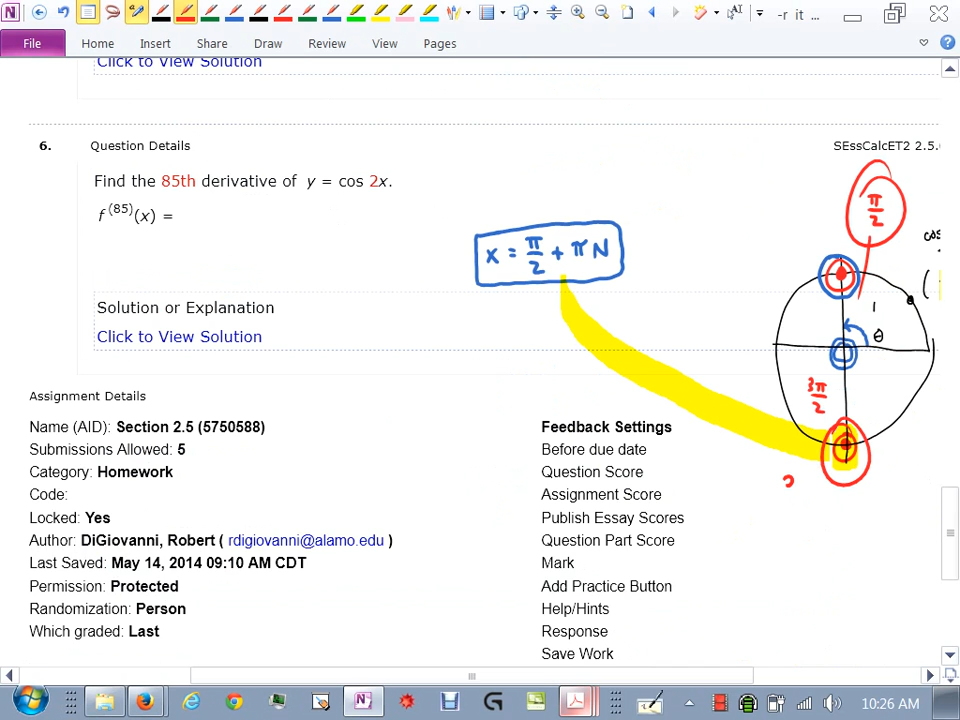 -r it ...
File Home Insert Share Draw Review View Pages
Click to View Solution
6. Question Details SEssCalcET2 2.5.
Find the 85th derivative of y = cos 2x.
f (85)(x) =
x = π/2 + πN
π/2
cos
(
1
θ
3π/2
Solution or Explanation
Click to View Solution
Assignment Details
Name (AID): Section 2.5 (5750588)
Submissions Allowed: 5
Category: Homework
Code:
Locked: Yes
Author: DiGiovanni, Robert ( rdigiovanni@alamo.edu )
Last Saved: May 14, 2014 09:10 AM CDT
Permission: Protected
Randomization: Person
Which graded: Last
Feedback Settings
Before due date
Question Score
Assignment Score
Publish Essay Scores
Question Part Score
Mark
Add Practice Button
Help/Hints
Response
Save Work
10:26 AM